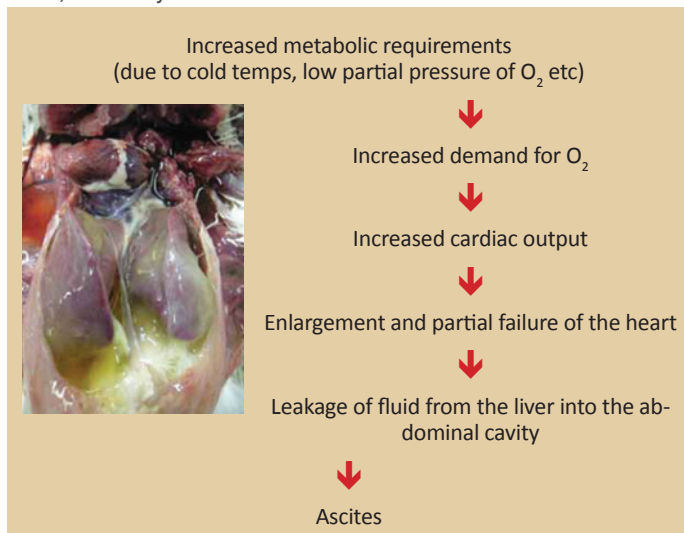 Increased metabolic requirements
(due to cold temps, low partial pressure of O₂ etc)
Increased demand for O₂
Increased cardiac output
Enlargement and partial failure of the heart
Leakage of fluid from the liver into the ab-
dominal cavity
Ascites